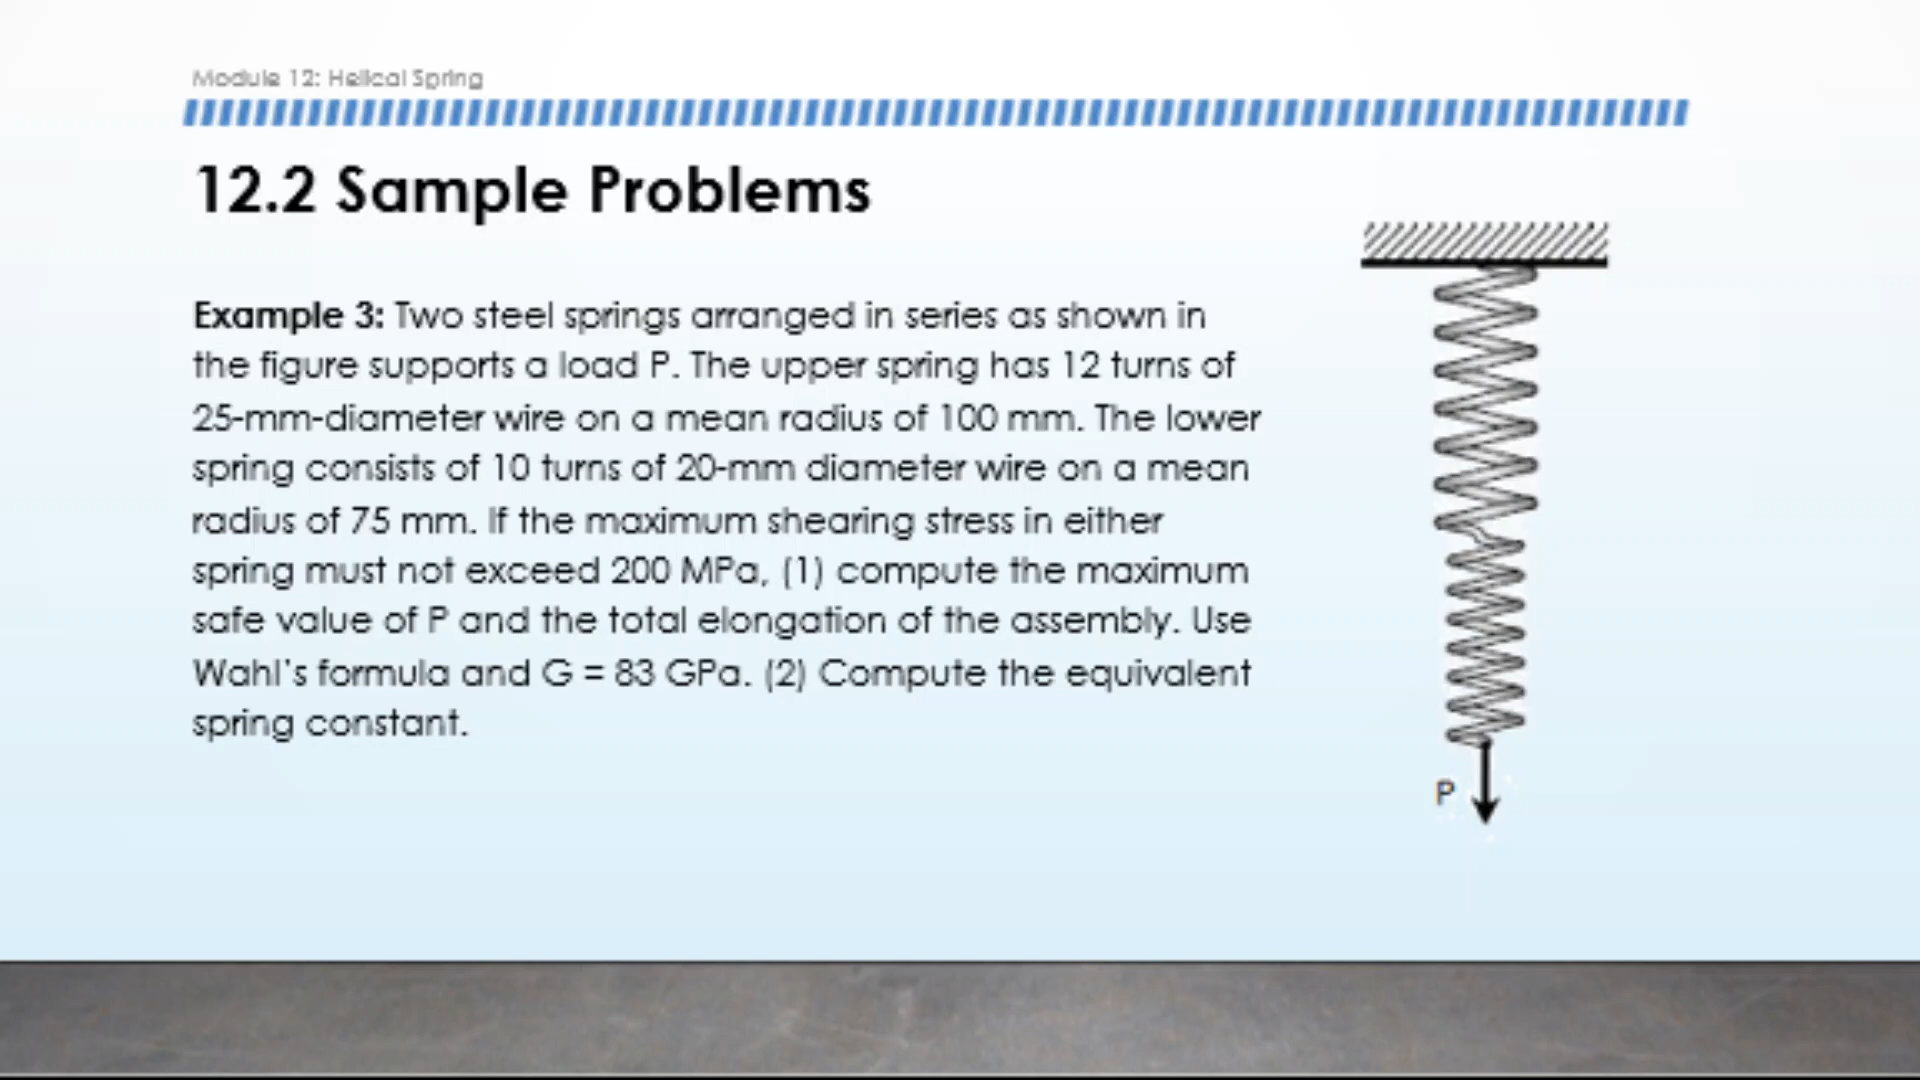 Module 12: Helical Spring
12.2 Sample Problems
Example 3: Two steel springs arranged in series as shown in
the figure supports a load P. The upper spring has 12 turns of
25-mm-diameter wire on a mean radius of 100 mm. The lower
spring consists of 10 turns of 20-mm diameter wire on a mean
radius of 75 mm. If the maximum shearing stress in either
spring must not exceed 200 MPa, (1) compute the maximum
safe value of P and the total elongation of the assembly. Use
Wahl's formula and G = 83 GPa. (2) Compute the equivalent
spring constant.
P